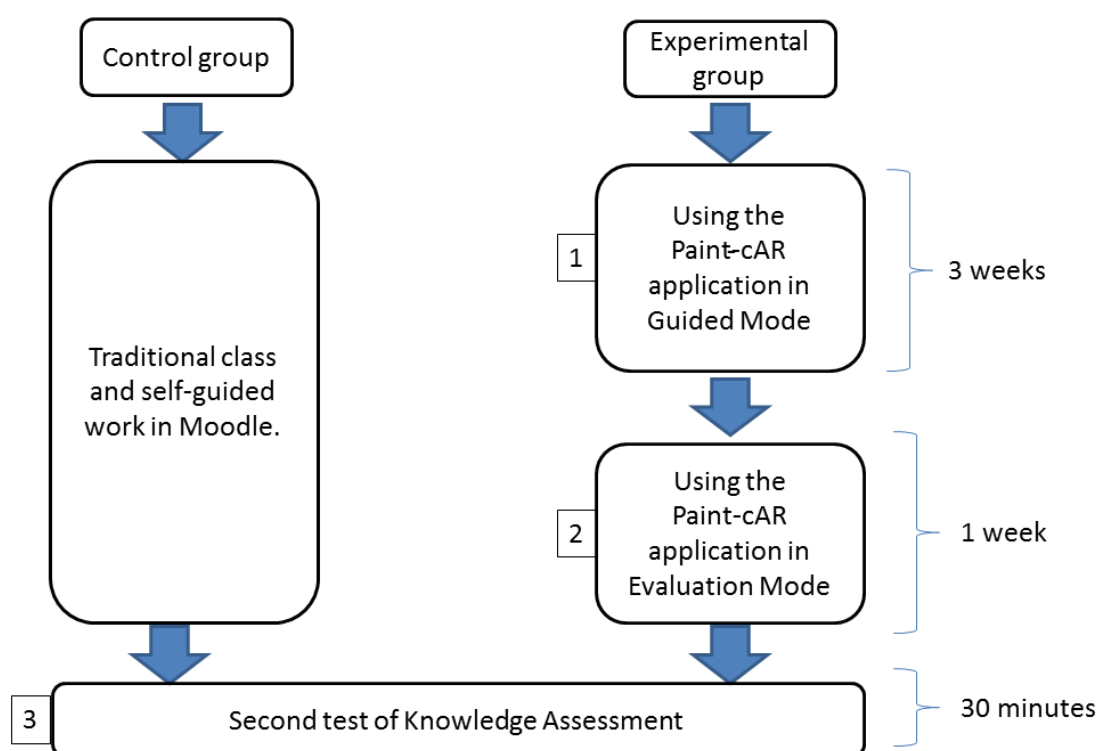 Control group
Experimental
group
Traditional class
and self-guided
work in Moodle.
1
Using the
Paint-cAR
application in
Guided Mode
3 weeks
2
Using the
Paint-cAR
application in
Evaluation Mode
1 week
3
Second test of Knowledge Assessment
30 minutes